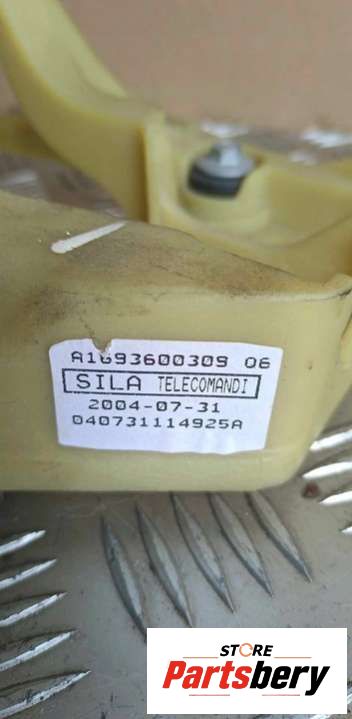 A1693600309 06
SILA TELECOMANDI
2004-07-31
040731114925A
STORE
Partsbery